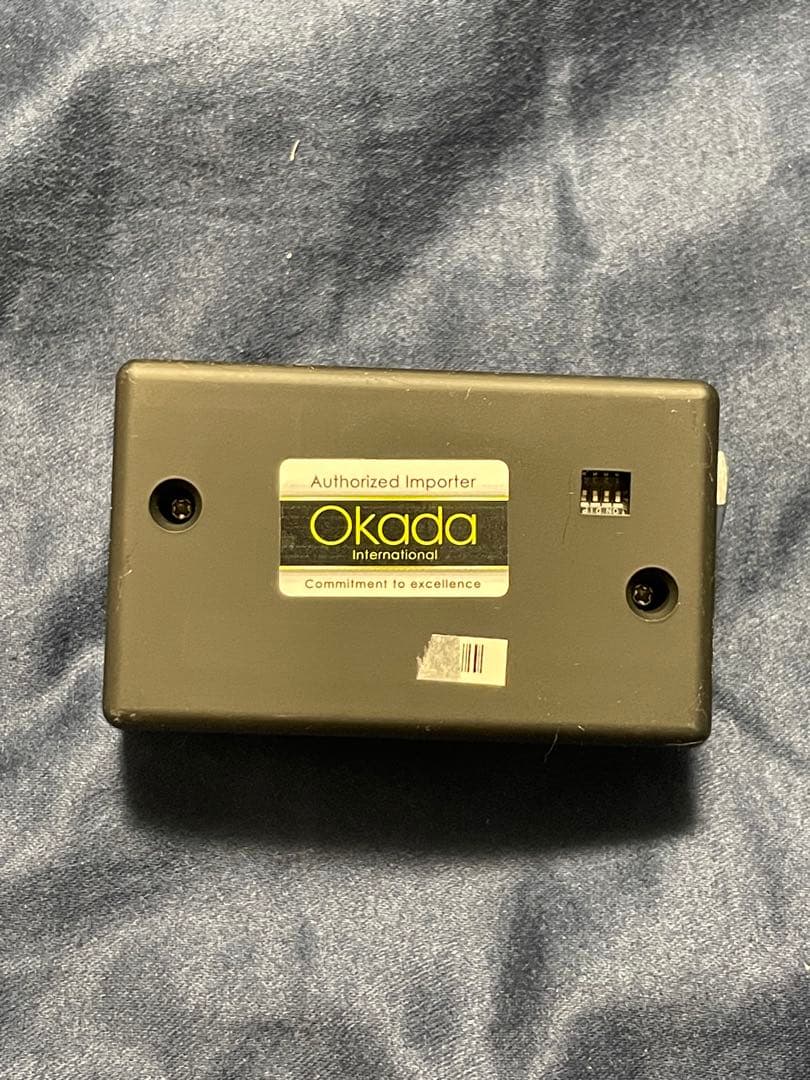 Authorized Importer
Okada
International
Commitment to excellence